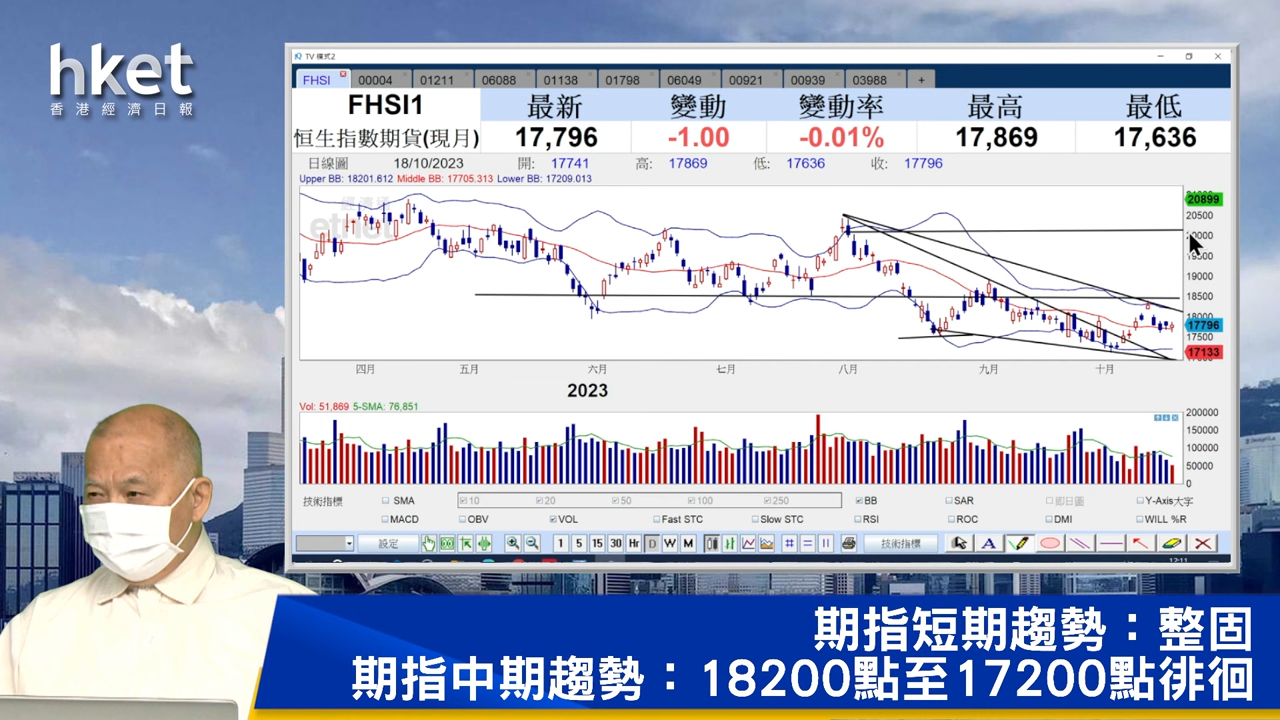 hket
香港經濟日報
TV 模式2
FHSI 00004 01211 06088 01138 01798 06049 00921 00939 03988 +
FHSI1 最新 變動 變動率 最高 最低
恒生指數期貨(現月) 17,796 -1.00 -0.01% 17,869 17,636
日線圖 18/10/2023 開: 17741 高: 17869 低: 17636 收: 17796
Upper BB: 18201.612 Middle BB: 17705.313 Lower BB: 17209.013
經濟通
etnet
20899
20500
20000
19000
18500
18000
17796
17500
17133
四月 五月 六月 七月 八月 九月 十月
2023
Vol: 51,869 5-SMA: 76,851
200000
150000
100000
50000
0
技術指標 SMA 10 20 50 100 250 BB SAR 即日圖 Y-Axis大字
MACD OBV VOL Fast STC Slow STC RSI ROC DMI WILL %R
設定 1 5 15 30 Hr D W M 技術指標 A
12:11
期指短期趨勢：整固
期指中期趨勢：18200點至17200點徘徊